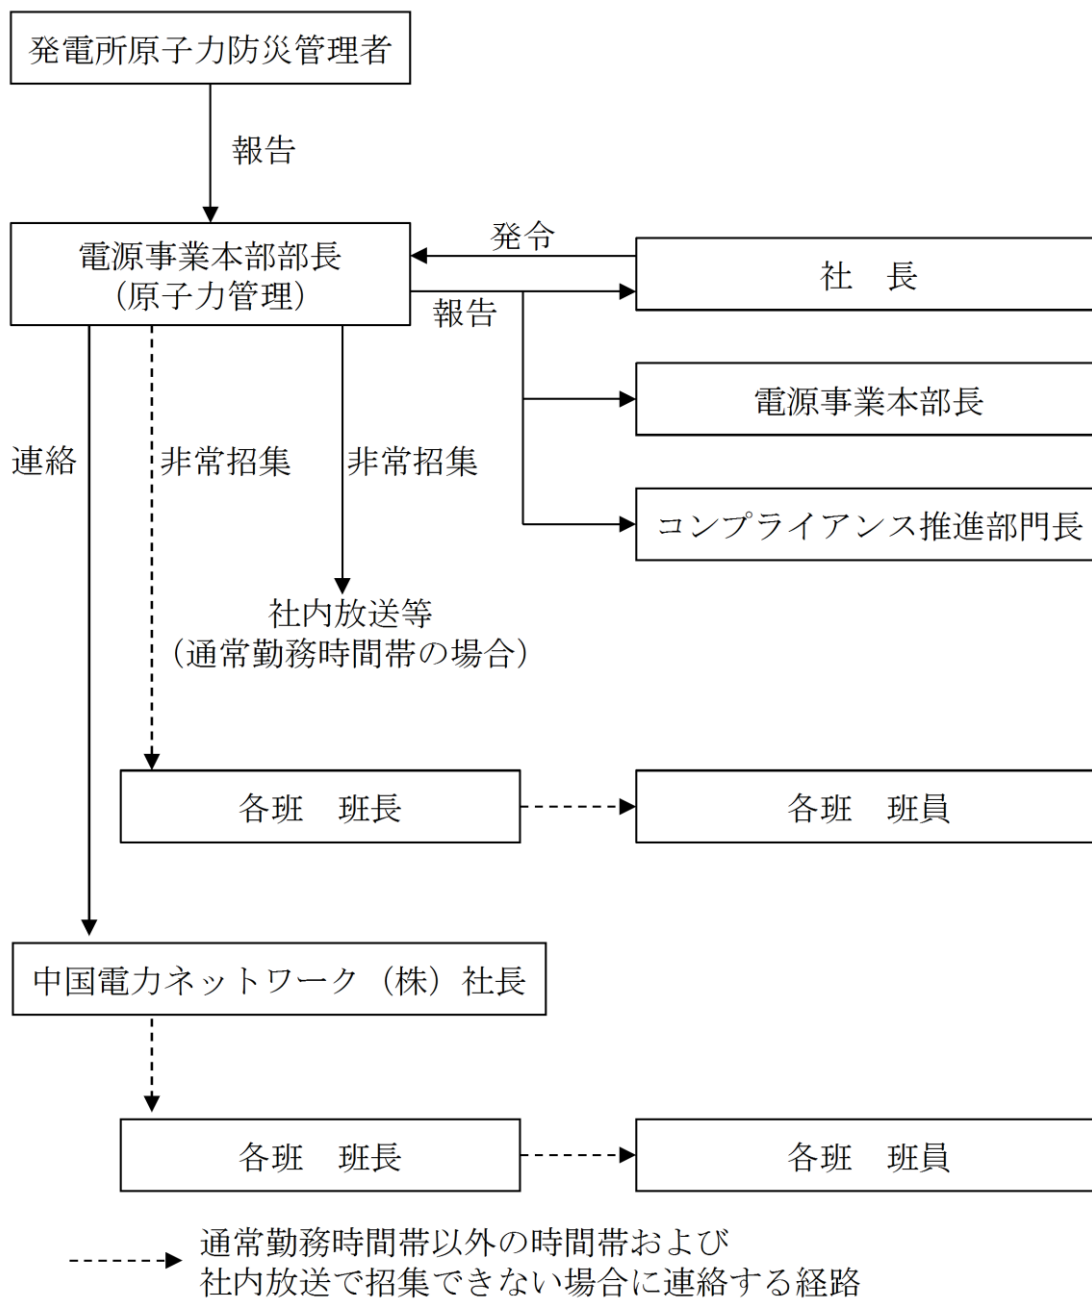 発電所原子力防災管理者
報告
電源事業本部部長
（原子力管理）
発令
報告
社　長
電源事業本部長
コンプライアンス推進部門長
連絡
非常招集
非常招集
社内放送等
（通常勤務時間帯の場合）
各班　班長
各班　班員
中国電力ネットワーク（株）社長
各班　班長
各班　班員
通常勤務時間帯以外の時間帯および
社内放送で招集できない場合に連絡する経路